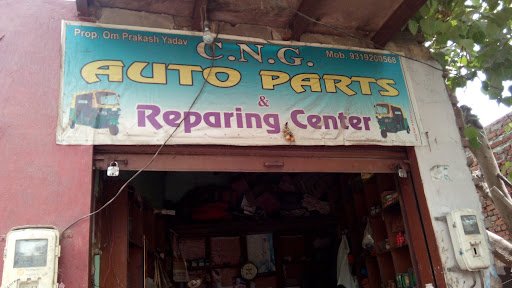 Prop. Om Prakash Yadav
Mob. 9319200568
C.N.G.
AUTO PARTS
&
Reparing Center